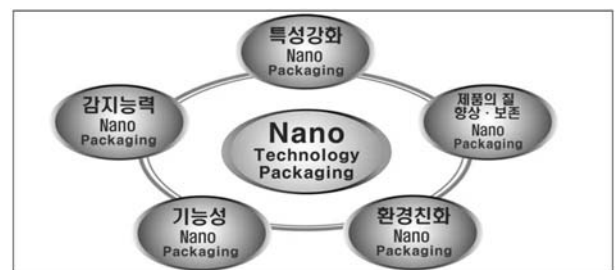 특성강화
Nano
Packaging
감지능력
Nano
Packaging
제품의 질
향상 · 보존
Nano
Packaging
Nano
Technology
Packaging
기능성
Nano
Packaging
환경친화
Nano
Packaging